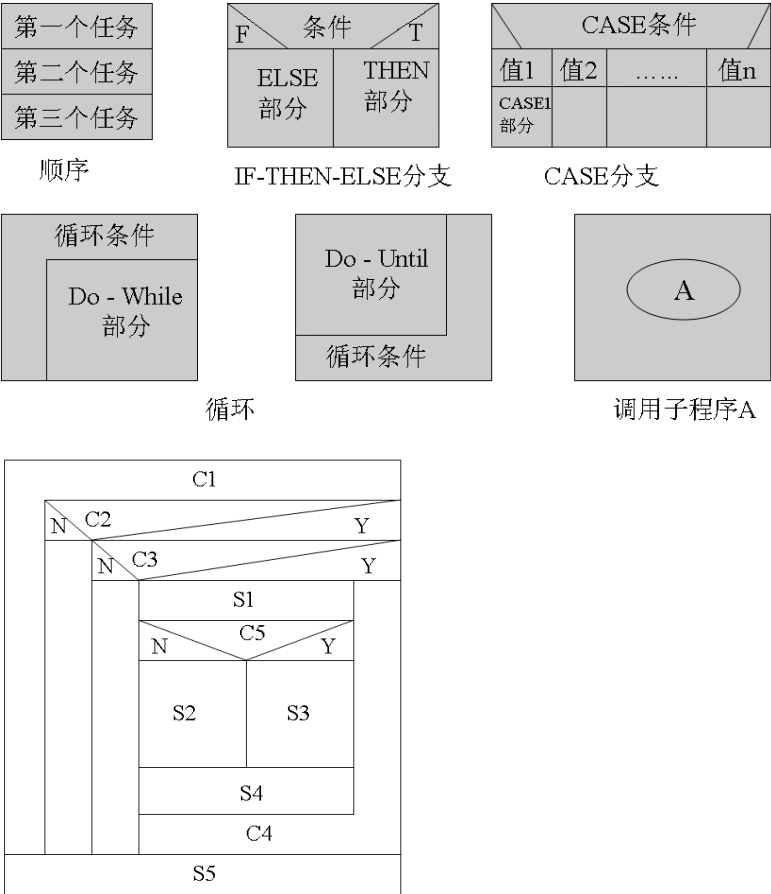 第一个任务
第二个任务
第三个任务
顺序
F 条件 T
ELSE
部分
THEN
部分
IF-THEN-ELSE分支
CASE条件
值1 值2 …… 值n
CASE1
部分
CASE分支
循环条件
Do - While
部分
Do - Until
部分
循环条件
循环
A
调用子程序A
C1
N C2 Y
N C3 Y
S1
N C5 Y
S2 S3
S4
C4
S5